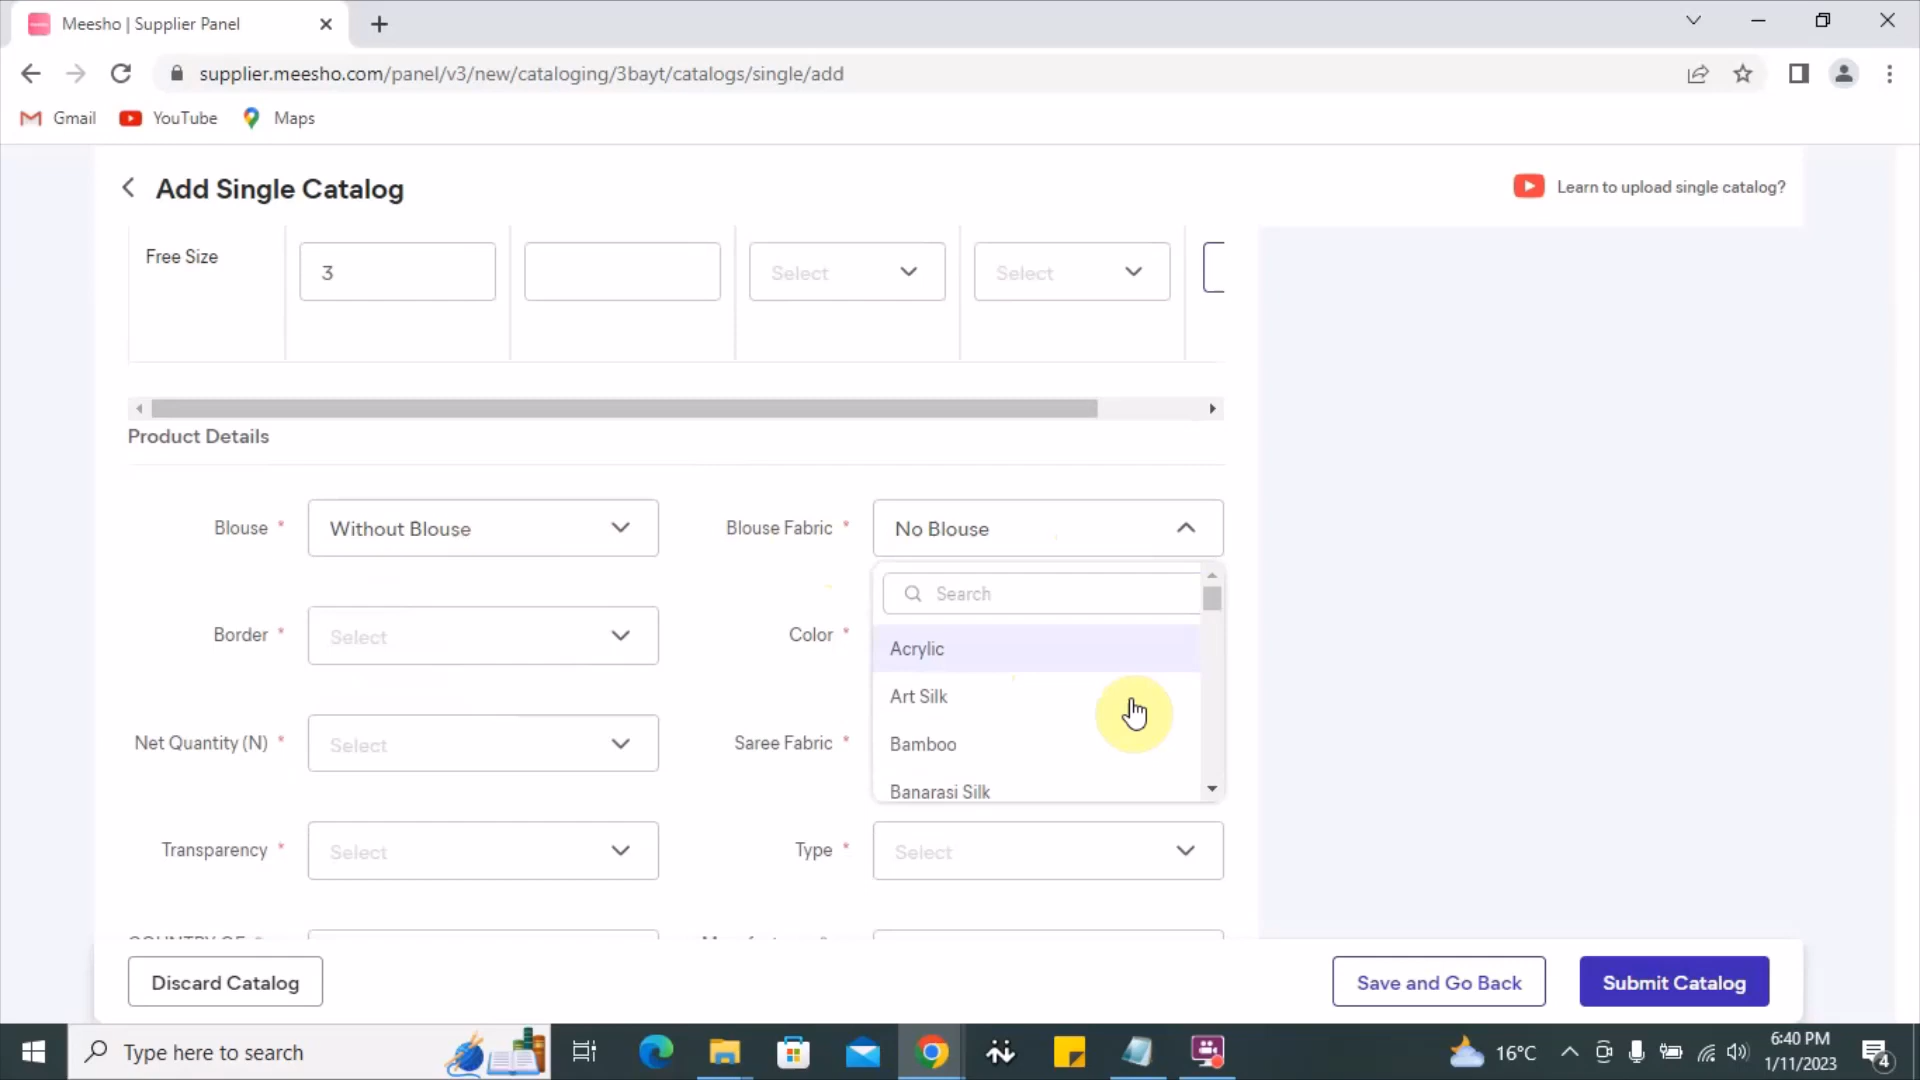 Meesho | Supplier Panel
supplier.meesho.com/panel/v3/new/cataloging/3bayt/catalogs/single/add
Gmail YouTube Maps
Add Single Catalog
Learn to upload single catalog?
Free Size 3 Select Select
Product Details
Blouse * Without Blouse Blouse Fabric * No Blouse
Search
Border * Select Color *
Acrylic
Art Silk
Net Quantity (N) * Select Saree Fabric *
Bamboo
Banarasi Silk
Transparency * Select Type * Select
Discard Catalog Save and Go Back Submit Catalog
Type here to search
16°C
6:40 PM
1/11/2023
4